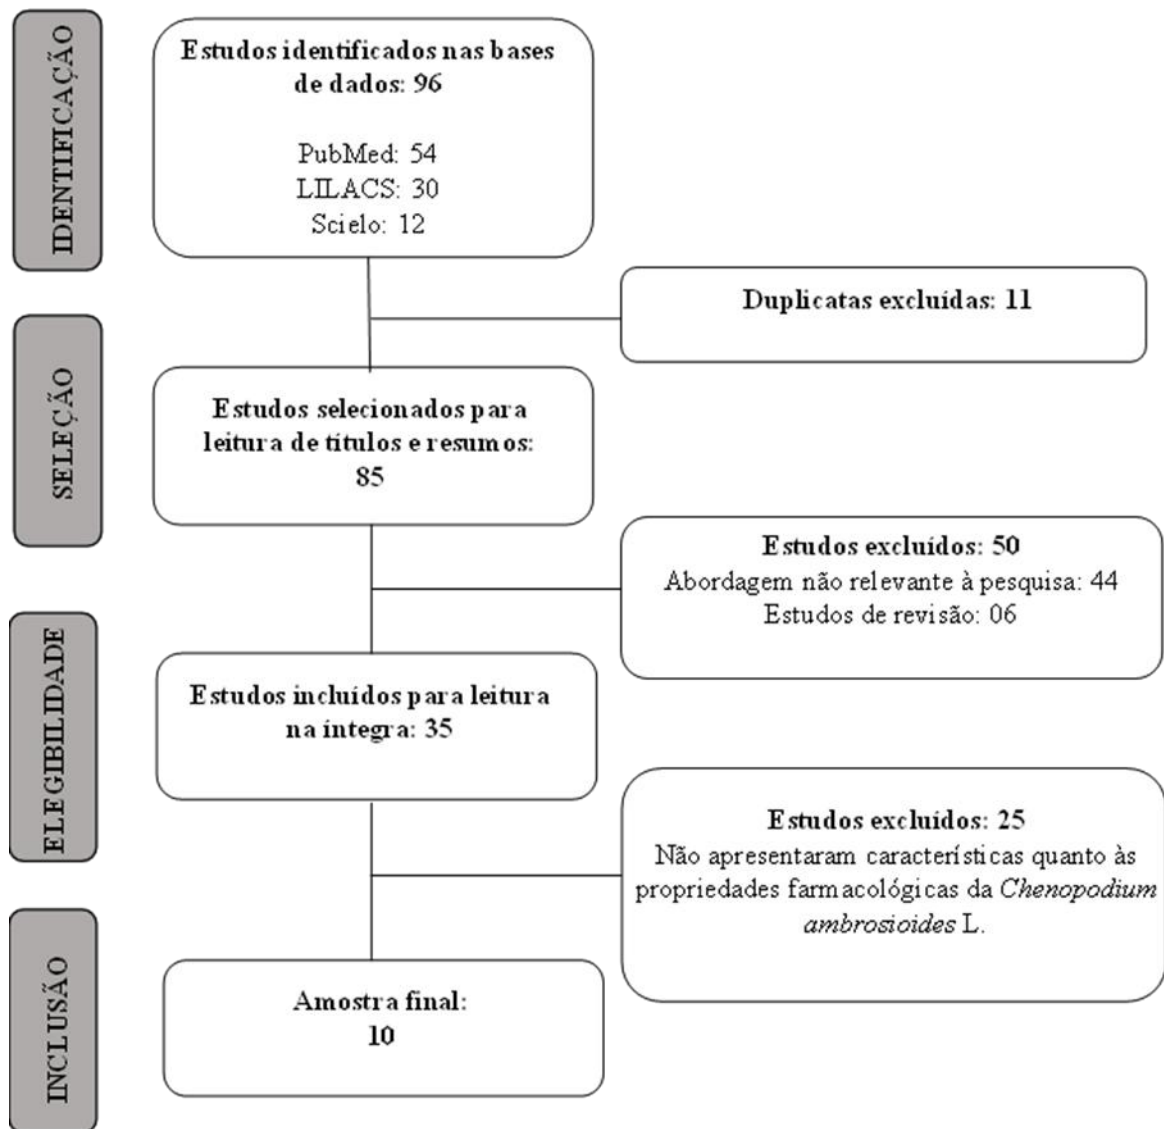 IDENTIFICAÇÃO
Estudos identificados nas bases
de dados: 96
PubMed: 54
LILACS: 30
Scielo: 12
Duplicatas excluídas: 11
SELEÇÃO
Estudos selecionados para
leitura de títulos e resumos:
85
Estudos excluídos: 50
Abordagem não relevante à pesquisa: 44
Estudos de revisão: 06
ELEGIBILIDADE
Estudos incluídos para leitura
na íntegra: 35
Estudos excluídos: 25
Não apresentaram características quanto às
propriedades farmacológicas da Chenopodium
ambrosioides L.
INCLUSÃO
Amostra final:
10